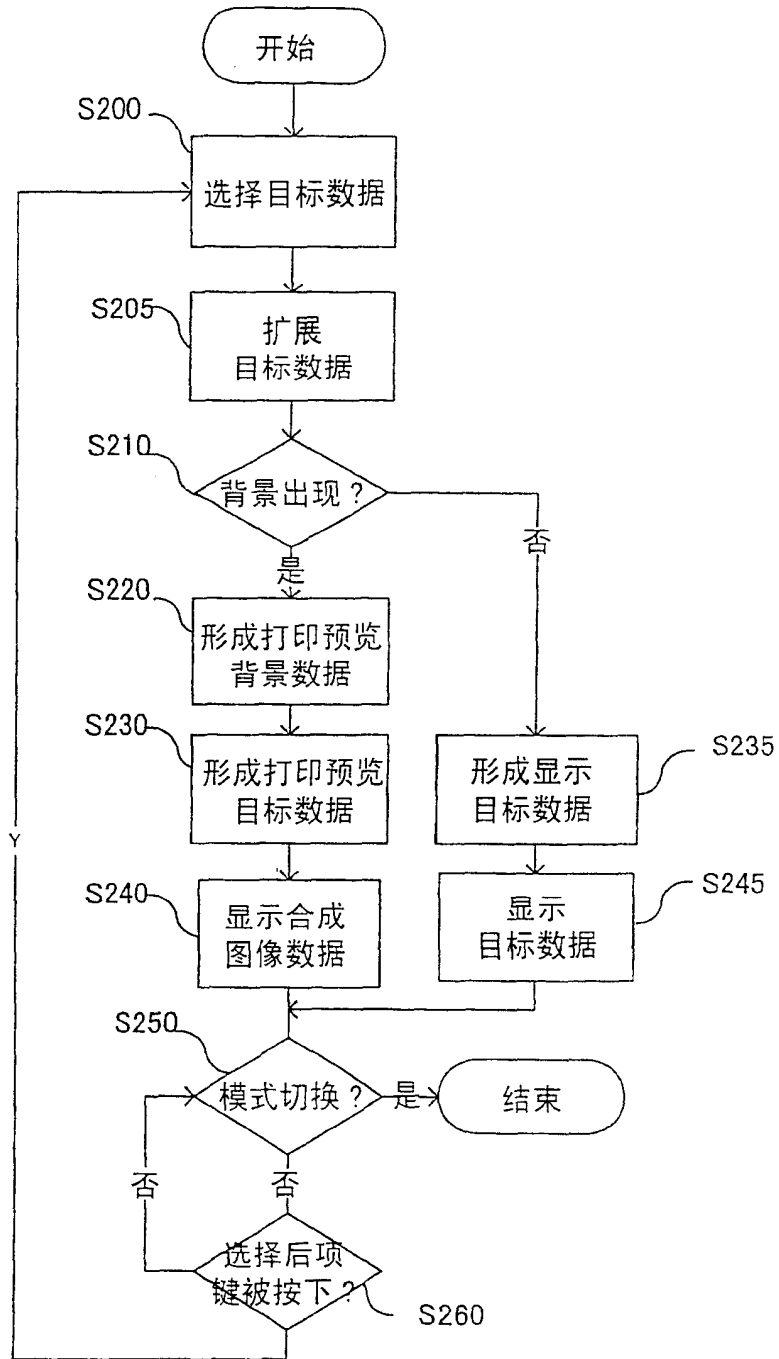 开始
S200
选择目标数据
S205
扩展
目标数据
S210
背景出现？
否
是
S220
形成打印预览
背景数据
S230
形成打印预览
目标数据
S235
形成显示
目标数据
Y
S240
显示合成
图像数据
S245
显示
目标数据
S250
模式切换？
是
结束
否
否
选择后项
键被按下？
S260